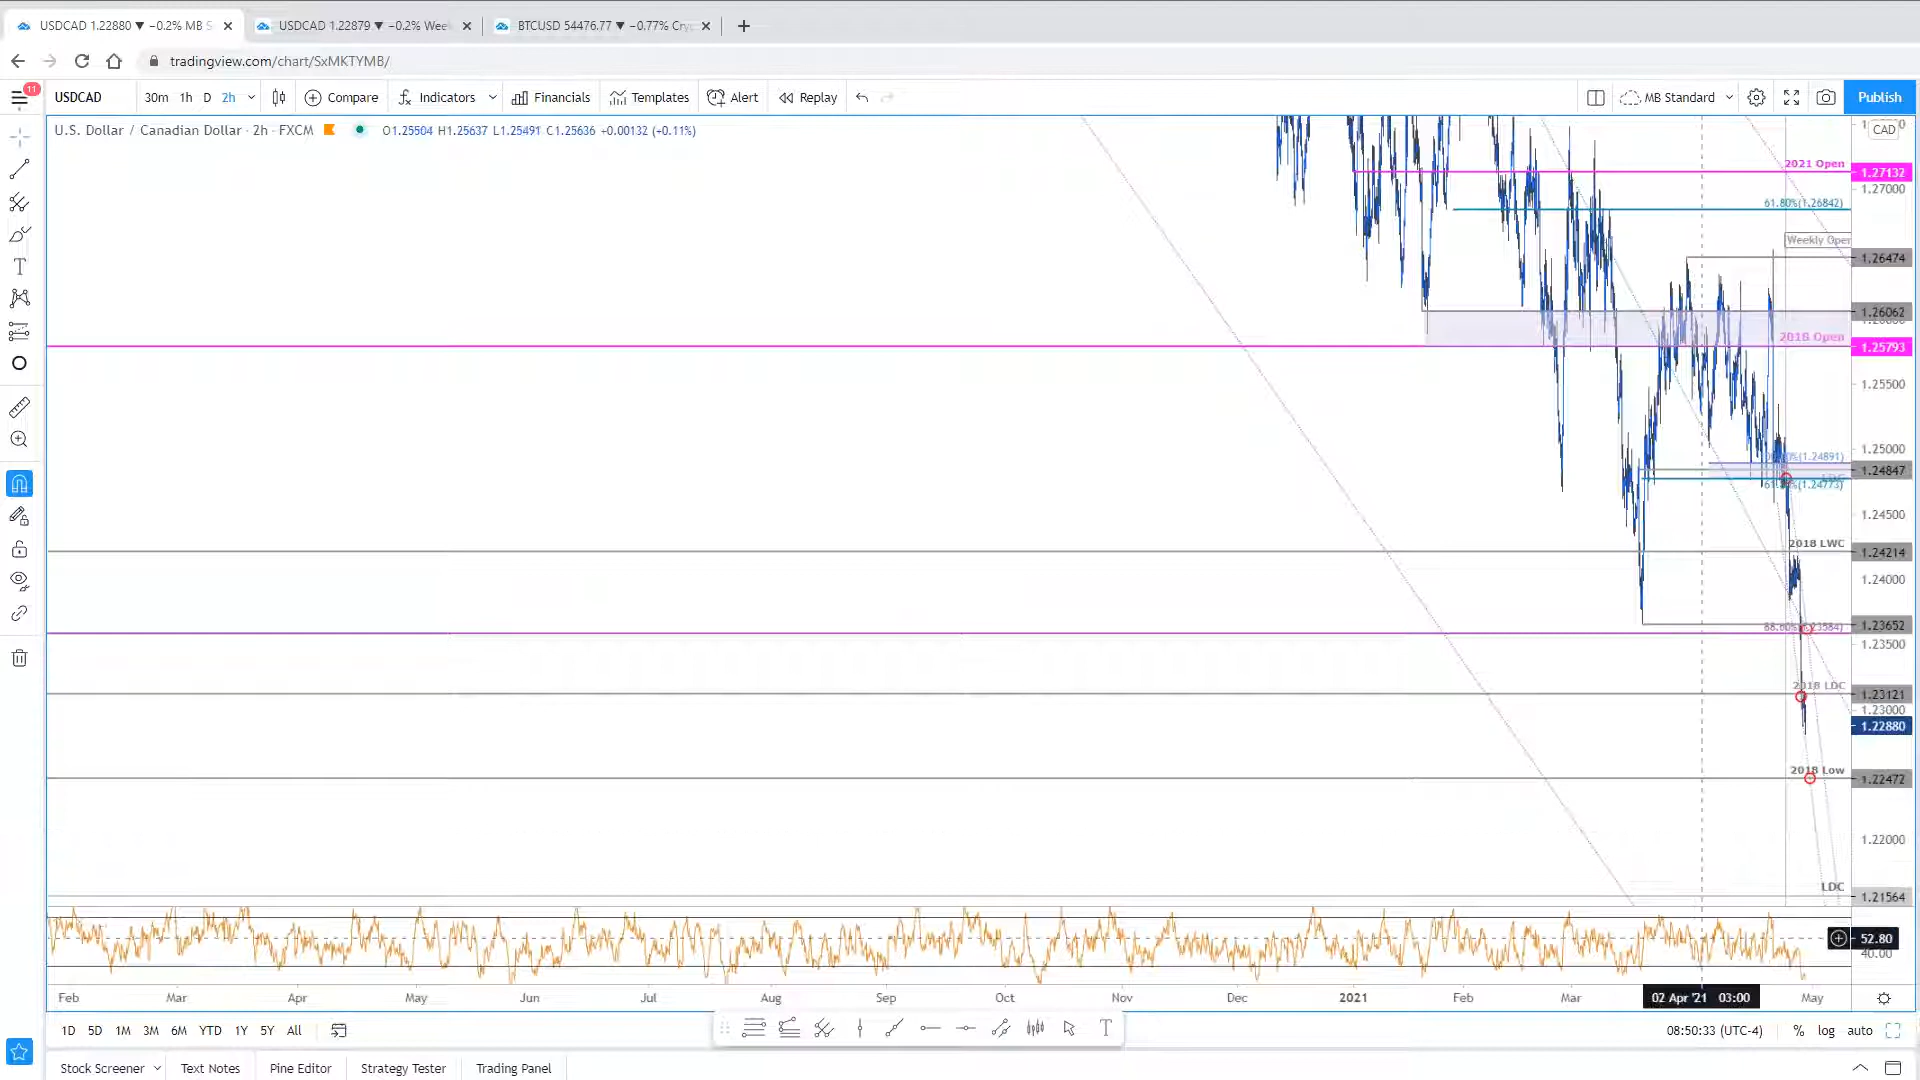 USDCAD 1.22880 ▼ −0.2% MB S
USDCAD 1.22879 ▼ −0.2% Wee
BTCUSD 54476.77 ▼ −0.77% Cry
tradingview.com/chart/SxMKTYMB/
11
USDCAD
30m 1h D 2h
Compare
Indicators
Financials
Templates
Alert
Replay
MB Standard
Publish
U.S. Dollar / Canadian Dollar · 2h · FXCM
O1.25504 H1.25637 L1.25491 C1.25636 +0.00132 (+0.11%)
CAD
2021 Open
1.27132
1.27000
61.80%(1.26842)
Weekly Open
1.26474
1.26062
2018 Open
1.25793
1.25500
1.25000
(1.24891)
1.24847
(1.24773)
1.24500
2018 LWC
1.24214
1.24000
1.23652
1.23500
2018 LDC
1.23121
1.23000
1.22880
2018 Low
1.22472
1.22000
LDC
1.21564
52.80
40.00
Feb Mar Apr May Jun Jul Aug Sep Oct Nov Dec 2021 Feb Mar 02 Apr '21 03:00 May
1D 5D 1M 3M 6M YTD 1Y 5Y All
08:50:33 (UTC-4) % log auto
Stock Screener Text Notes Pine Editor Strategy Tester Trading Panel